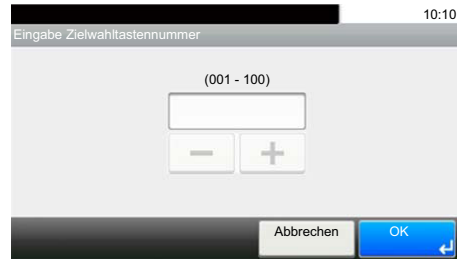 10:10
Eingabe Zielwahltastennummer
(001 - 100)
Abbrechen
OK